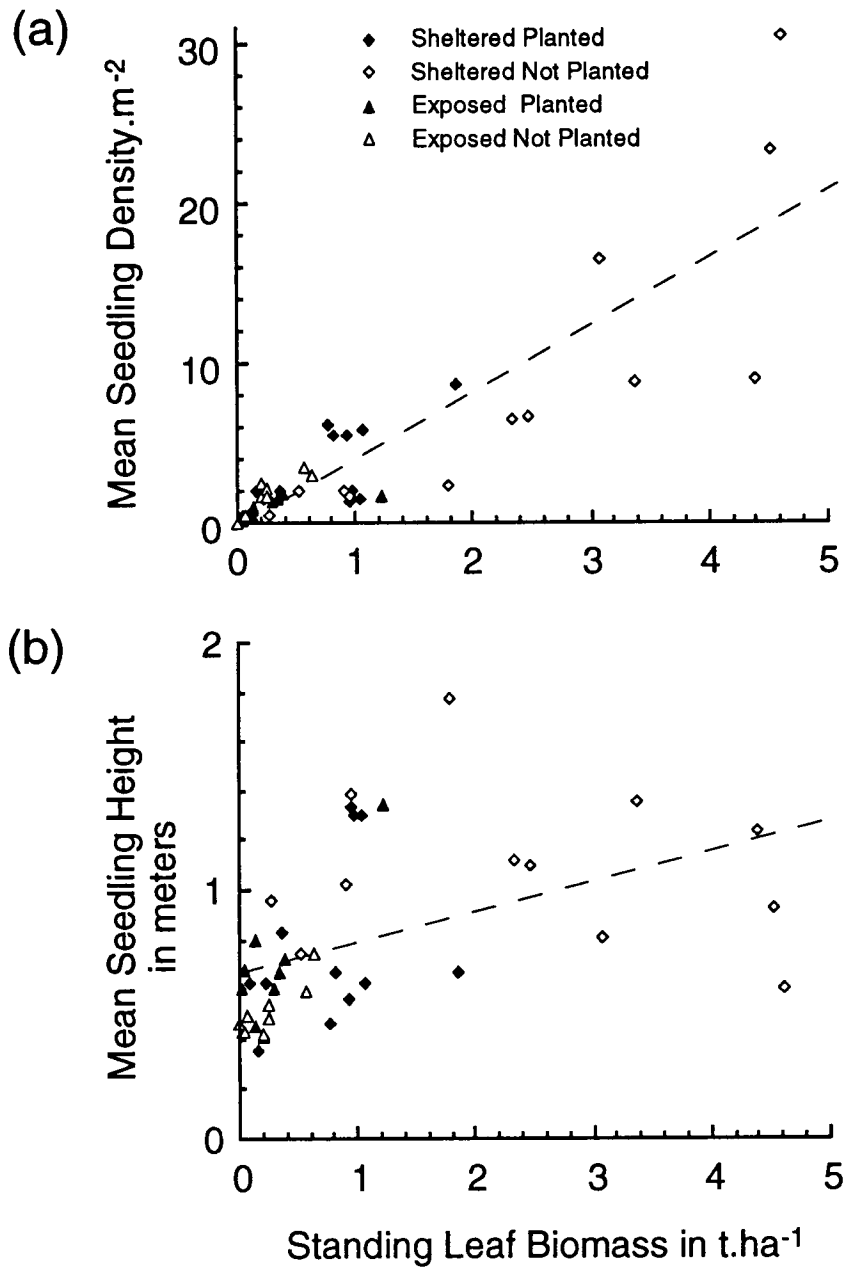 (a)
Mean Seedling Density.m-2
30
20
10
0
0 1 2 3 4 5
Sheltered Planted
Sheltered Not Planted
Exposed Planted
Exposed Not Planted
(b)
Mean Seedling Height
in meters
2
1
0
0 1 2 3 4 5
Standing Leaf Biomass in t.ha-1